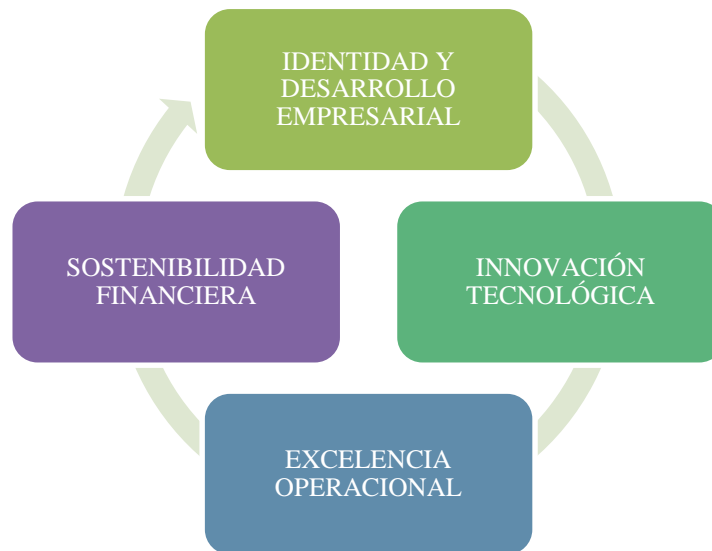 IDENTIDAD Y
DESARROLLO
EMPRESARIAL
SOSTENIBILIDAD
FINANCIERA
INNOVACIÓN
TECNOLÓGICA
EXCELENCIA
OPERACIONAL